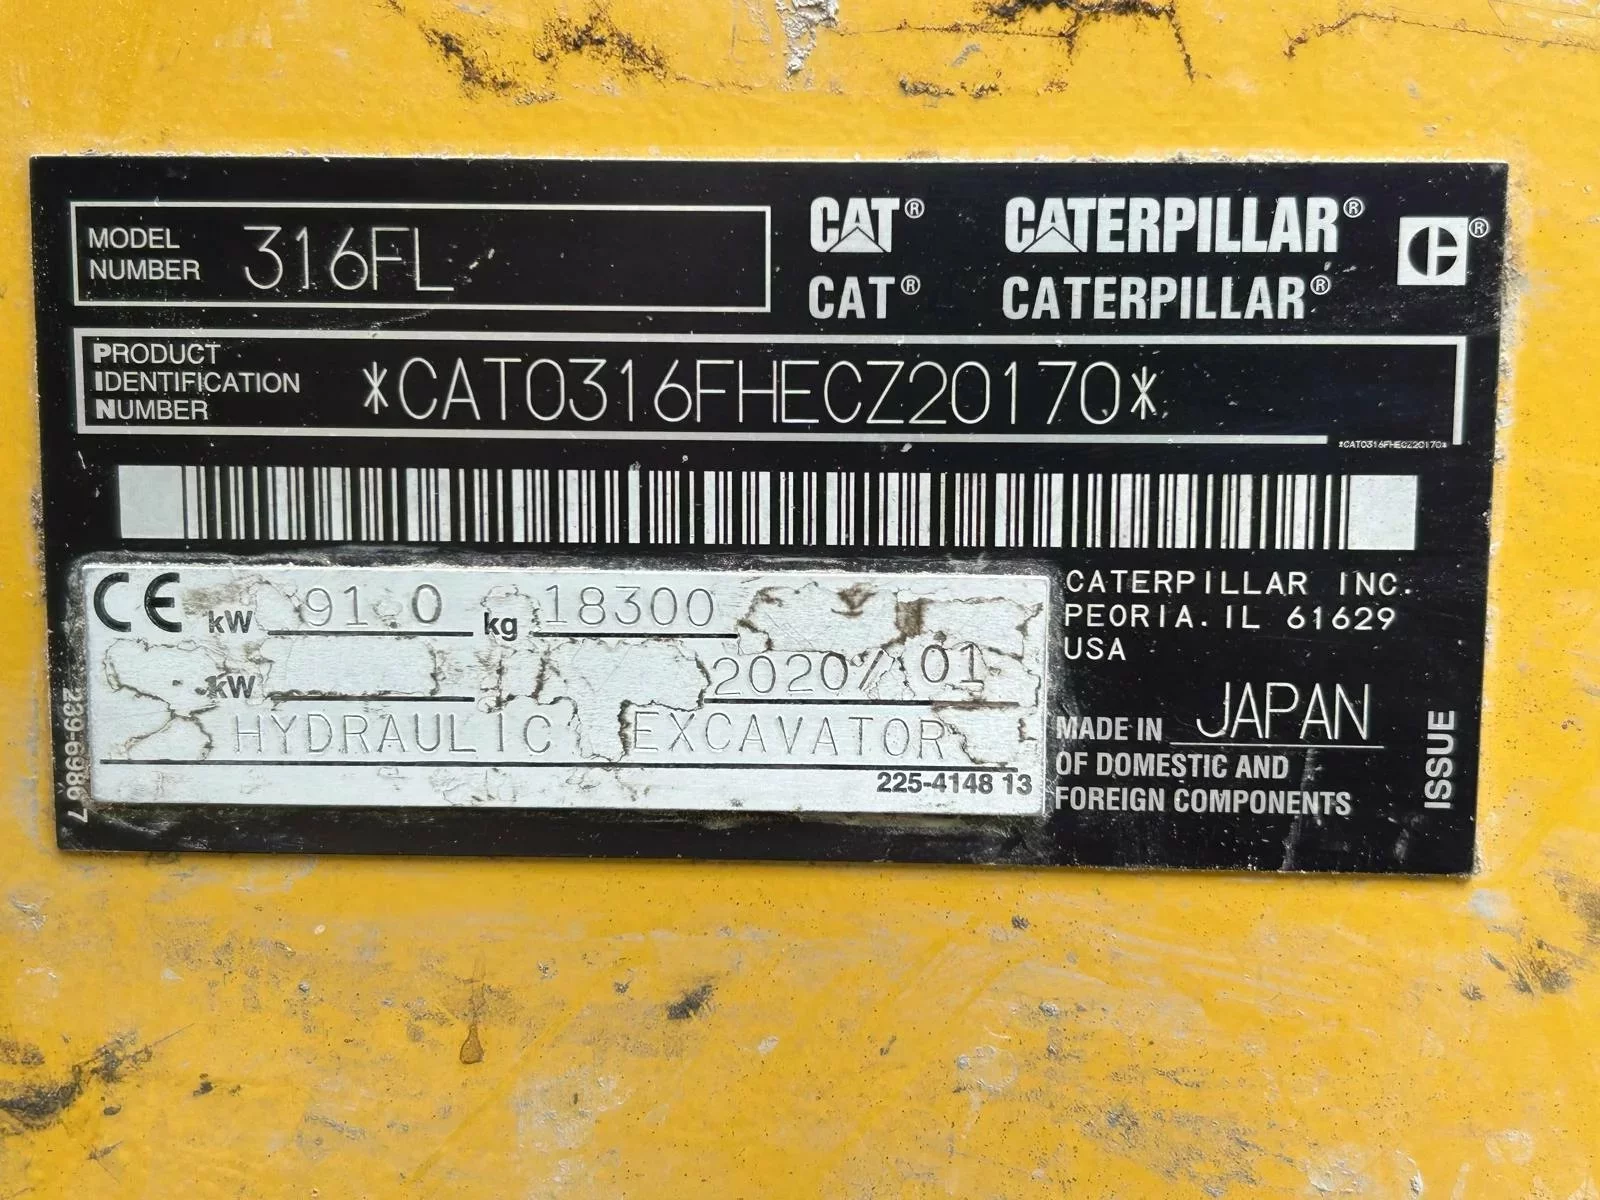 MODEL NUMBER 316FL
CAT® CATERPILLAR®
CAT® CATERPILLAR®
PRODUCT IDENTIFICATION NUMBER *CAT0316FHECZ20170*
*CAT0316FHECZ20170*
CE kW 91.0 kg 18300
kW 2020/01
HYDRAULIC EXCAVATOR
225-4148 13
239-6986 7
CATERPILLAR INC.
PEORIA. IL 61629
USA
MADE IN JAPAN
OF DOMESTIC AND
FOREIGN COMPONENTS
ISSUE